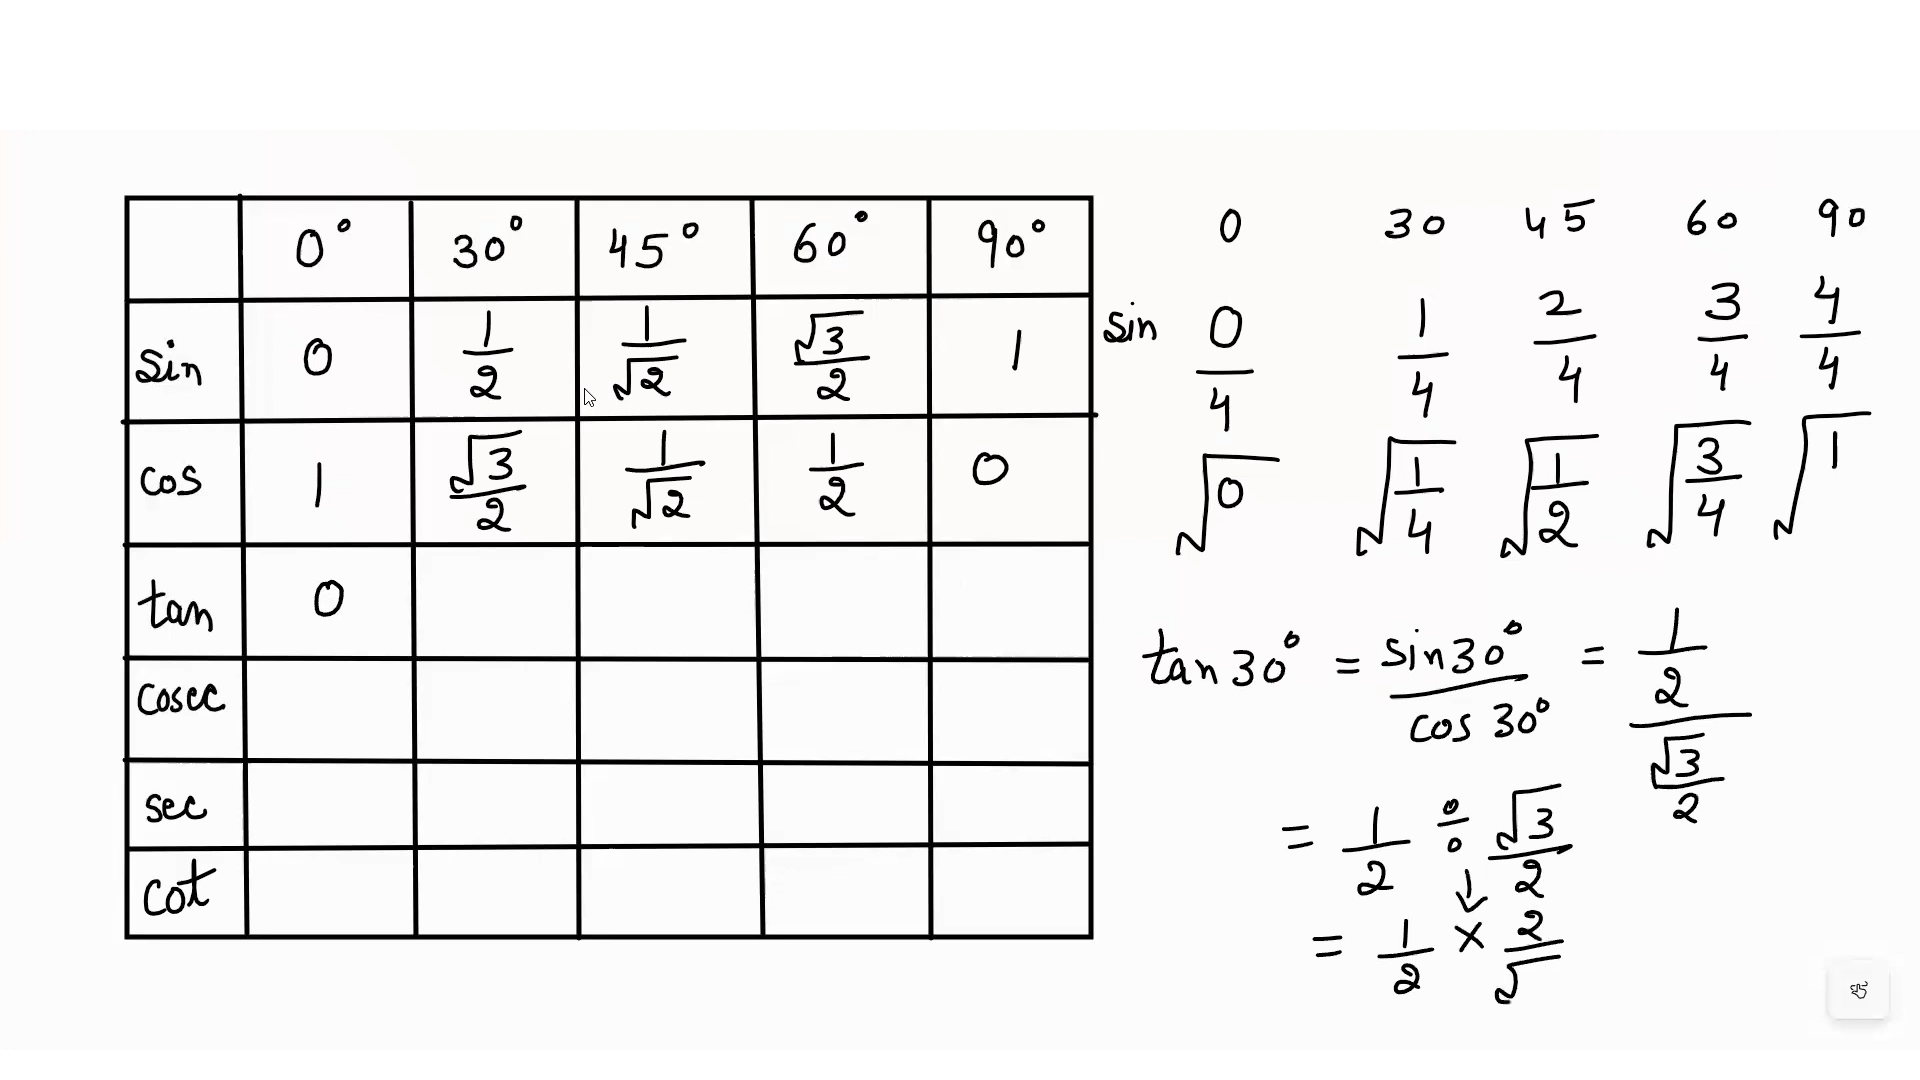 0° 30° 45° 60° 90°
sin 0 1/2 1/√2 √3/2 1
cos 1 √3/2 1/√2 1/2 0
tan 0
cosec
sec
cot
0 30 45 60 90
sin 0/4 1/4 2/4 3/4 4/4
√0 √(1/4) √(1/2) √(3/4) √1
tan 30° = sin 30° / cos 30° = (1/2) / (√3/2)
= 1/2 ÷ √3/2
↓
= 1/2 × 2/√